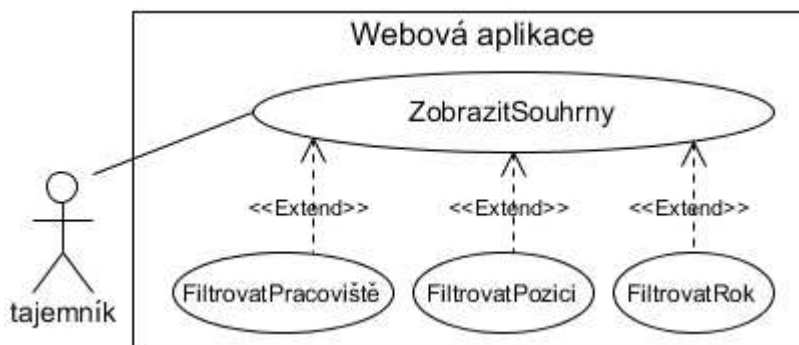 Webová aplikace
ZobrazitSouhrny
<<Extend>> <<Extend>> <<Extend>>
FiltrovatPracoviště FiltrovatPozici FiltrovatRok
tajemník